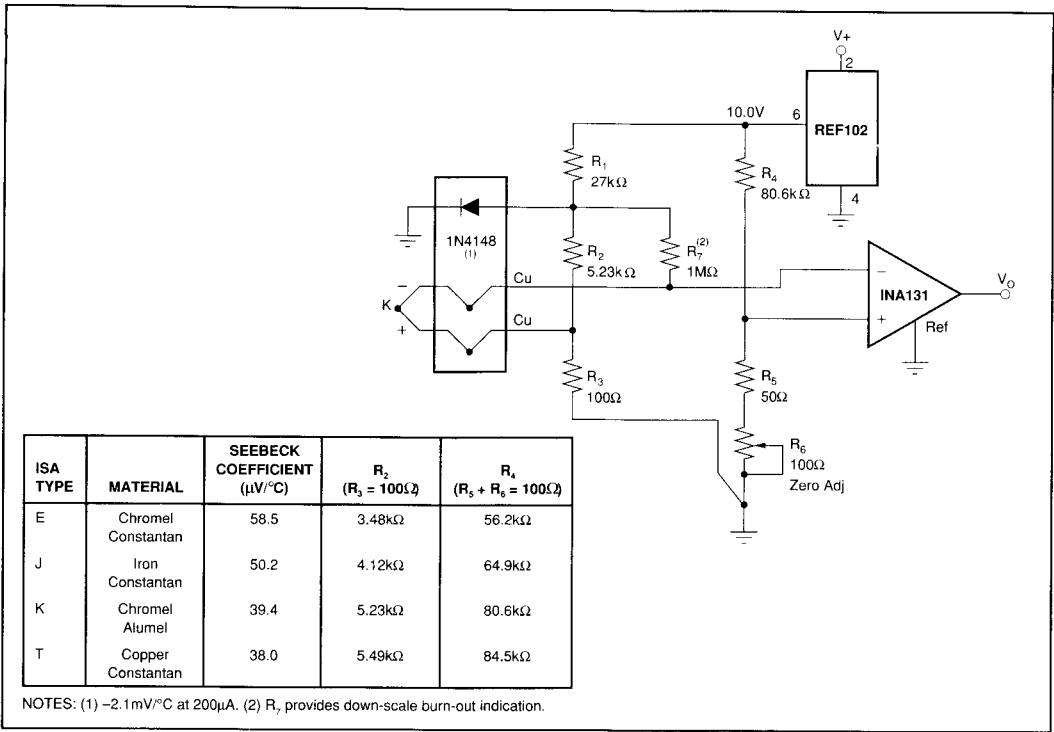 V+
2
10.0V
6
REF102
R1
27kΩ
R4
80.6kΩ
4
1N4148
(1)
R2
5.23kΩ
R7(2)
1MΩ
Cu
−
K
+
Cu
−
INA131
+
VO
Ref
R3
100Ω
R5
50Ω
R6
100Ω
Zero Adj
ISA TYPE | MATERIAL | SEEBECK COEFFICIENT (μV/°C) | R2 (R3 = 100Ω) | R4 (R5 + R6 = 100Ω)
E | Chromel Constantan | 58.5 | 3.48kΩ | 56.2kΩ
J | Iron Constantan | 50.2 | 4.12kΩ | 64.9kΩ
K | Chromel Alumel | 39.4 | 5.23kΩ | 80.6kΩ
T | Copper Constantan | 38.0 | 5.49kΩ | 84.5kΩ
NOTES: (1) −2.1mV/°C at 200μA. (2) R7 provides down-scale burn-out indication.